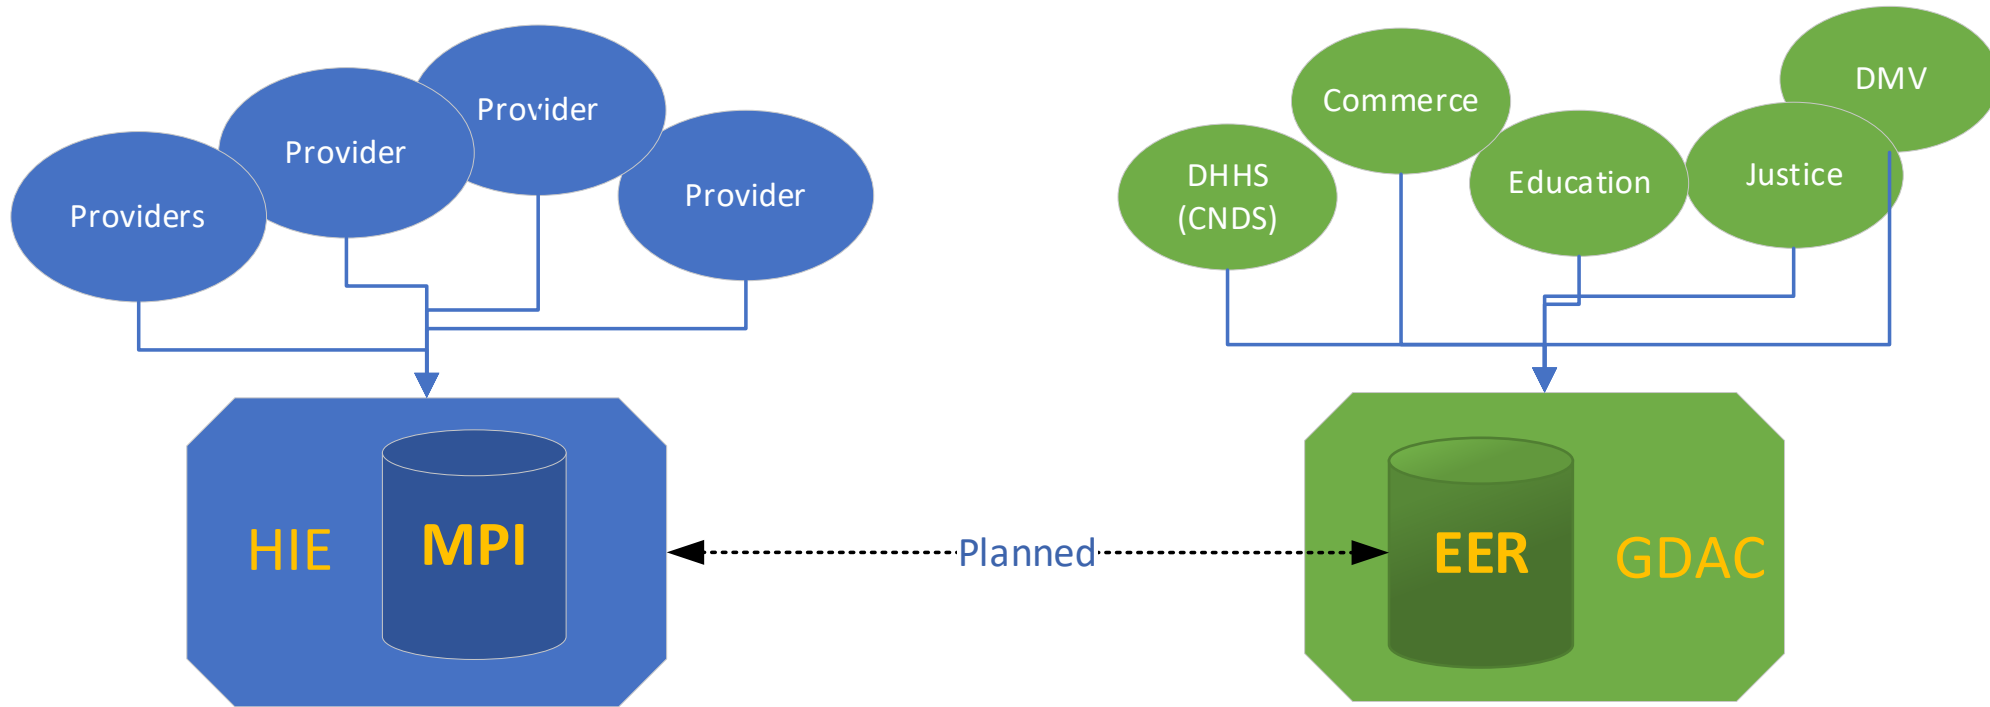 Providers
Provider
Provider
Provider
DHHS
(CNDS)
Commerce
Education
Justice
DMV
HIE
MPI
Planned
EER
GDAC